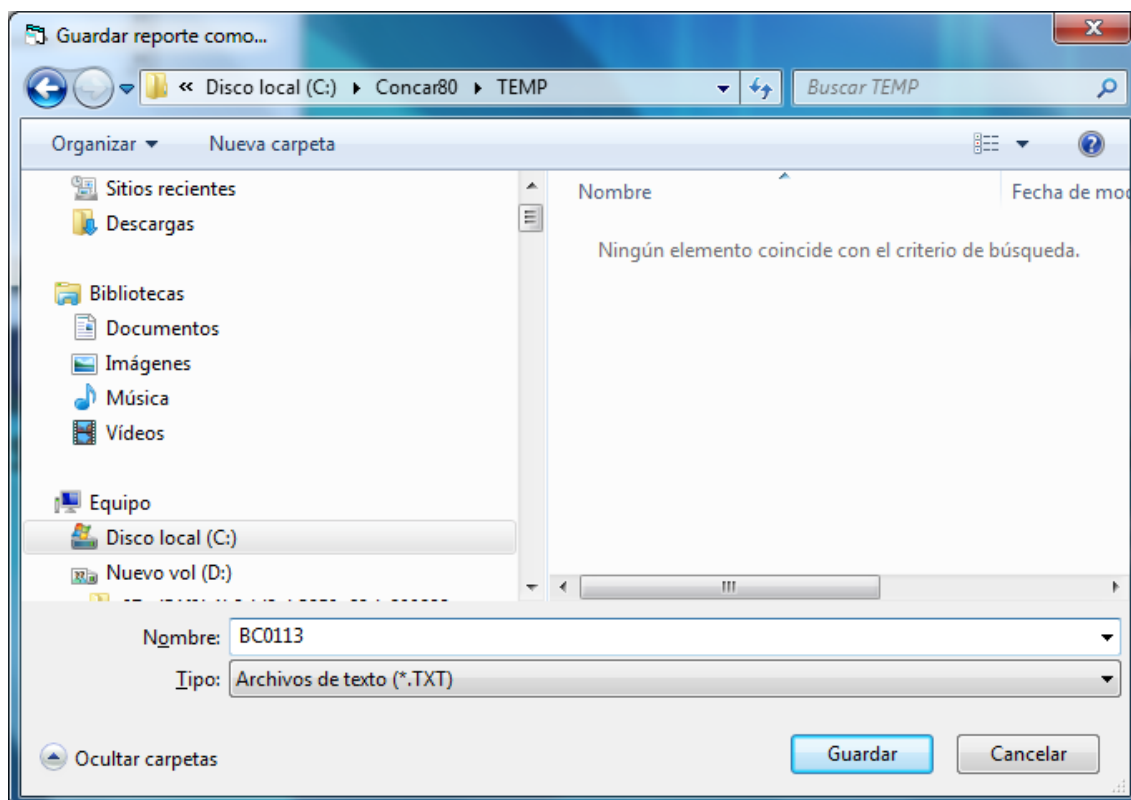 Guardar reporte como...
« Disco local (C:) ▸ Concar80 ▸ TEMP
Buscar TEMP
Organizar
Nueva carpeta
Sitios recientes
Descargas
Bibliotecas
Documentos
Imágenes
Música
Vídeos
Equipo
Disco local (C:)
Nuevo vol (D:)
Nombre
Fecha de mod
Ningún elemento coincide con el criterio de búsqueda.
Nombre: BC0113
Tipo: Archivos de texto (*.TXT)
Ocultar carpetas
Guardar
Cancelar